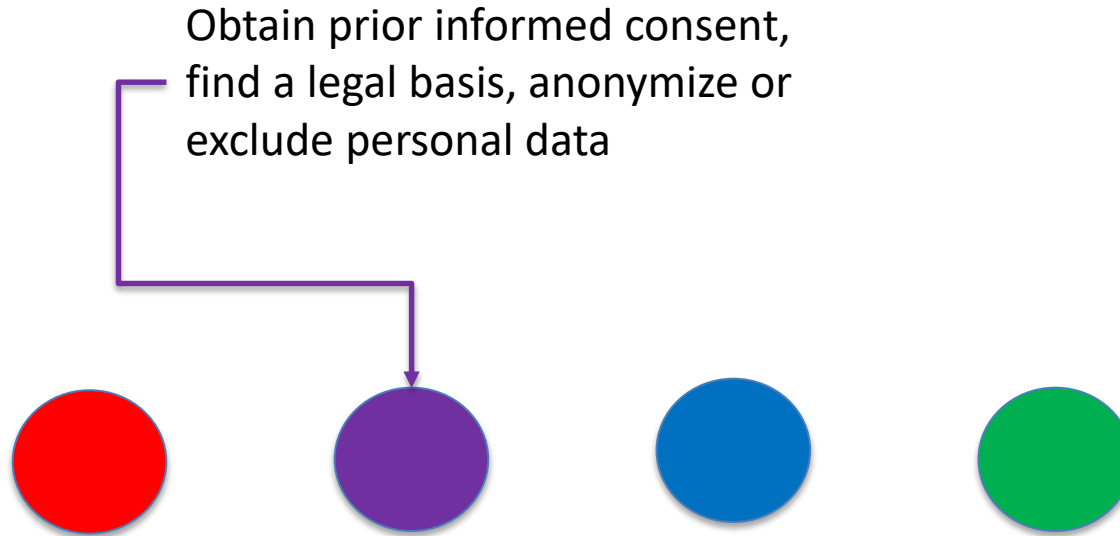 Obtain prior informed consent,
find a legal basis, anonymize or
exclude personal data